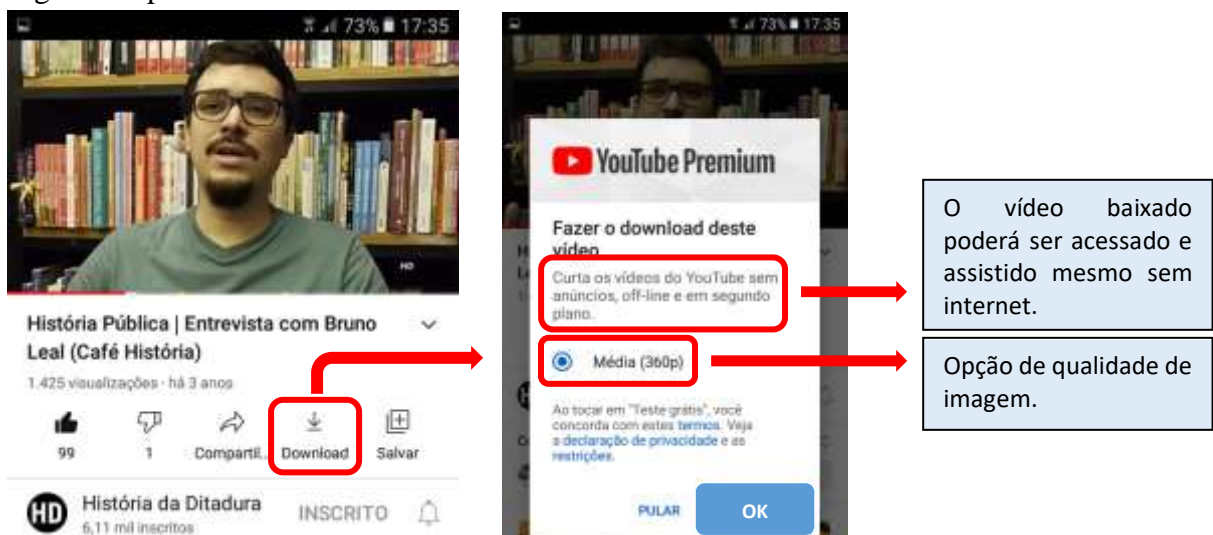 73% 17:35
HD
História Pública | Entrevista com Bruno
Leal (Café História)
1.425 visualizações · há 3 anos
99
1
Compartil..
Download
Salvar
HD
História da Ditadura
6,11 mil inscritos
INSCRITO
73% 17:35
YouTube Premium
Fazer o download deste
vídeo
Curta os vídeos do YouTube sem
anúncios, off-line e em segundo
plano.
Média (360p)
Ao tocar em "Teste grátis", você
concorda com estes termos. Veja
a declaração de privacidade e as
restrições.
PULAR
OK
O vídeo baixado
poderá ser acessado e
assistido mesmo sem
internet.
Opção de qualidade de
imagem.